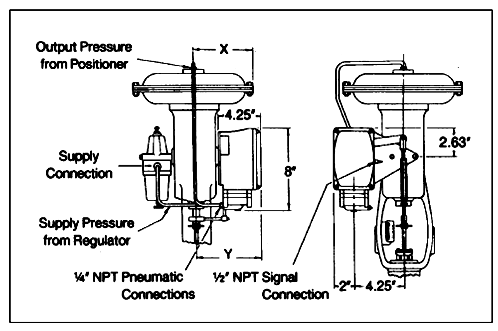 Output Pressure
from Positioner
X
4.25"
2.63"
Supply
Connection
8"
Supply Pressure
from Regulator
Y
¼" NPT Pneumatic
Connections
½" NPT Signal
Connection
2"
4.25"